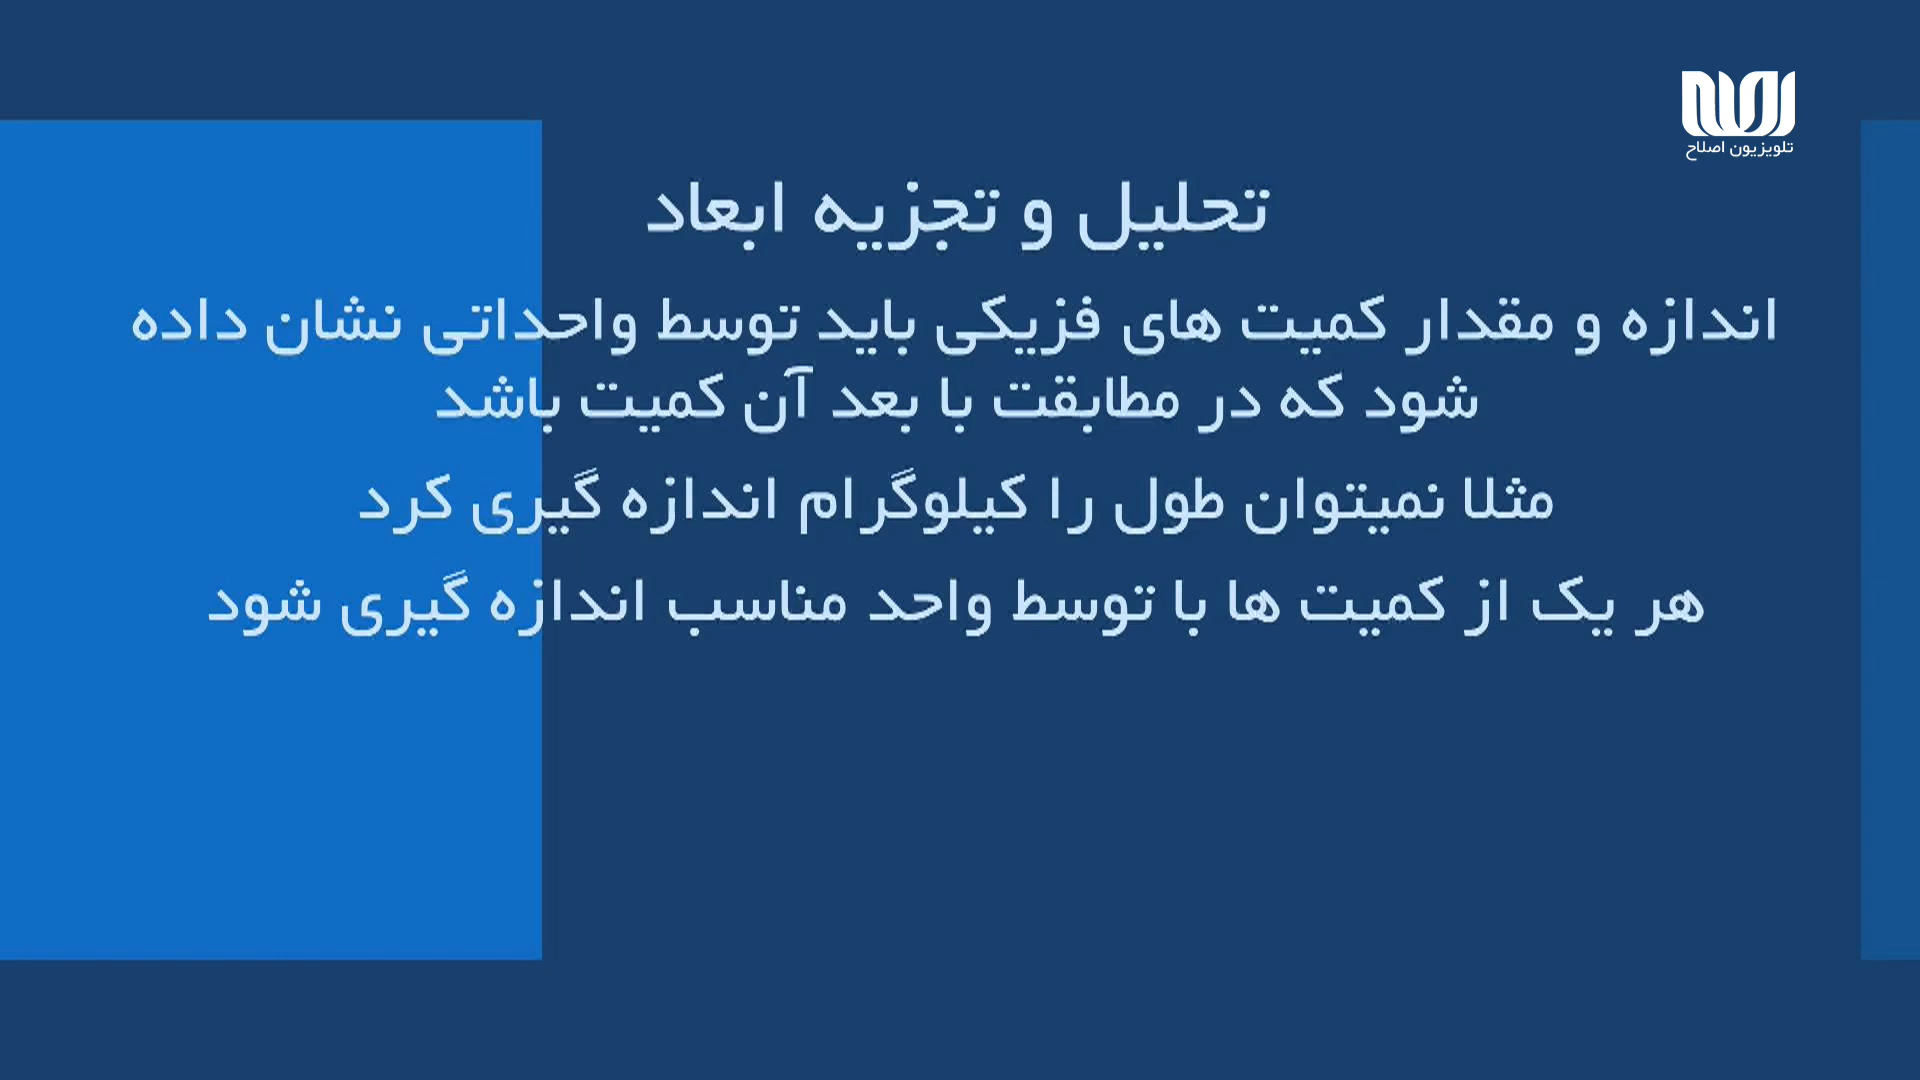 تلویزیون اصلاح
تحلیل و تجزیه ابعاد
اندازه و مقدار کمیت های فزیکی باید توسط واحداتی نشان داده
شود که در مطابقت با بعد آن کمیت باشد
مثلا نمیتوان طول را کیلوگرام اندازه گیری کرد
هر یک از کمیت ها با توسط واحد مناسب اندازه گیری شود